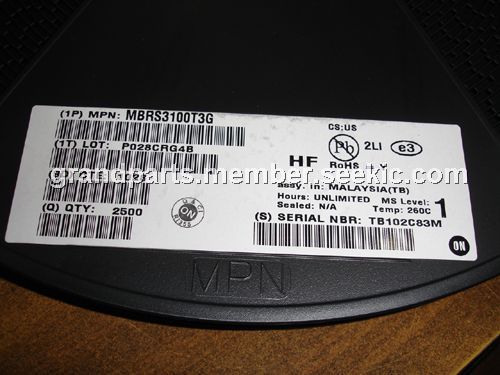 (1P) MPN: MBRS3100T3G
(1T) LOT: P028CRG4B
(Q) QTY: 2500
CS;US
Pb
2LI
e3
HF
RoHS
assy. in: MALAYSIA(TB)
Hours: UNLIMITED
MS Level:
1
Sealed: N/A
Temp: 260C
(S) SERIAL NBR: TB102C83M
ON
ON
MPN
grandparts.member.seekic.com